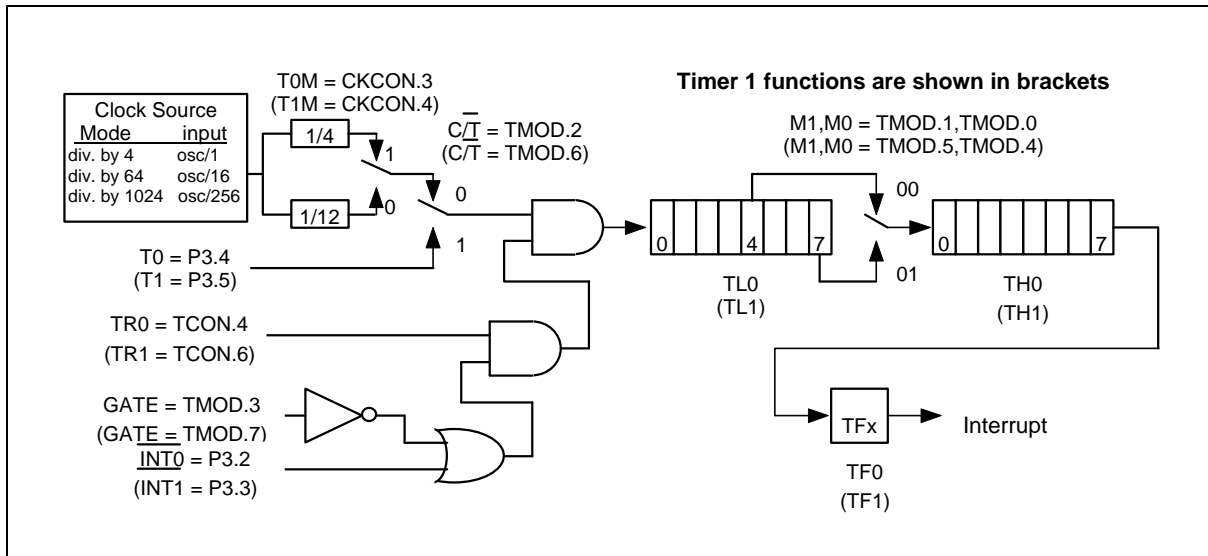 T0M = CKCON.3
(T1M = CKCON.4)
Timer 1 functions are shown in brackets
Clock Source
Mode input
div. by 4 osc/1
div. by 64 osc/16
div. by 1024 osc/256
1/4
1/12
1
0
C/T̅ = TMOD.2
(C/T̅ = TMOD.6)
0
1
M1,M0 = TMOD.1,TMOD.0
(M1,M0 = TMOD.5,TMOD.4)
00
01
0 4 7
TL0
(TL1)
0 7
TH0
(TH1)
T0 = P3.4
(T1 = P3.5)
TR0 = TCON.4
(TR1 = TCON.6)
GATE = TMOD.3
(GATE = TMOD.7)
I̅N̅T̅0̅ = P3.2
(I̅N̅T̅1̅ = P3.3)
TFx
Interrupt
TF0
(TF1)